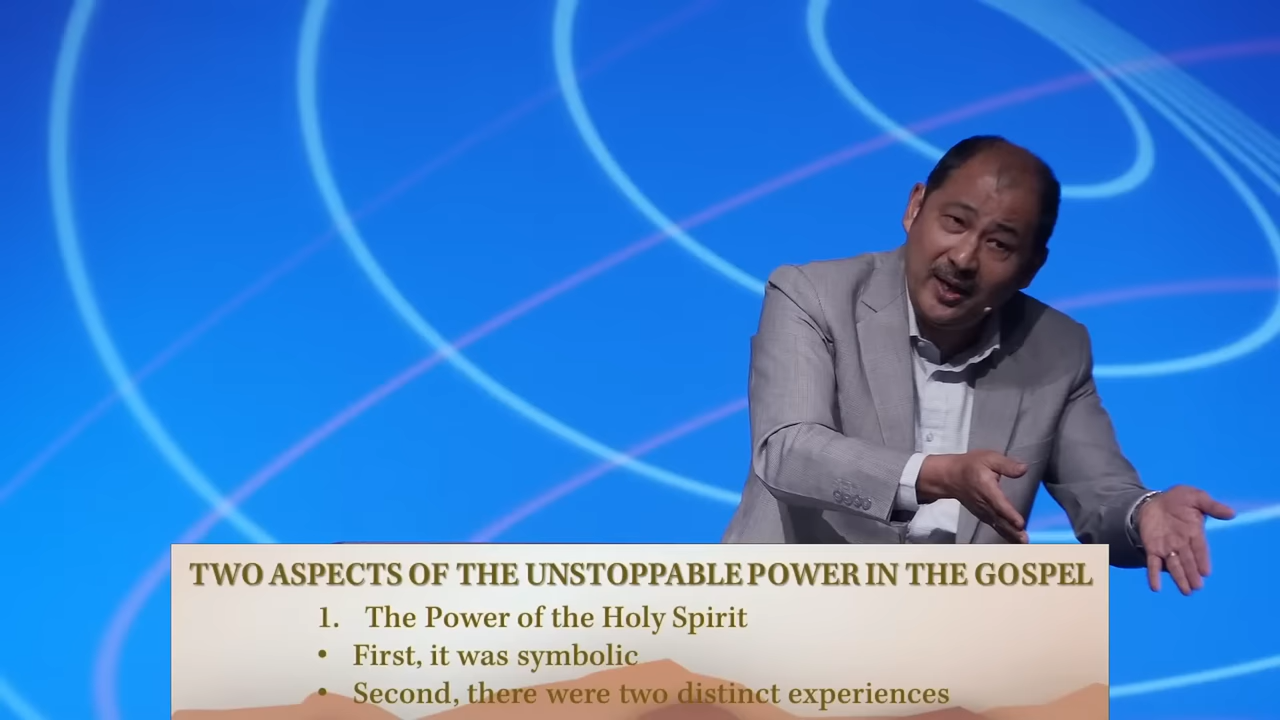 TWO ASPECTS OF THE UNSTOPPABLE POWER IN THE GOSPEL
1. The Power of the Holy Spirit
• First, it was symbolic
• Second, there were two distinct experiences